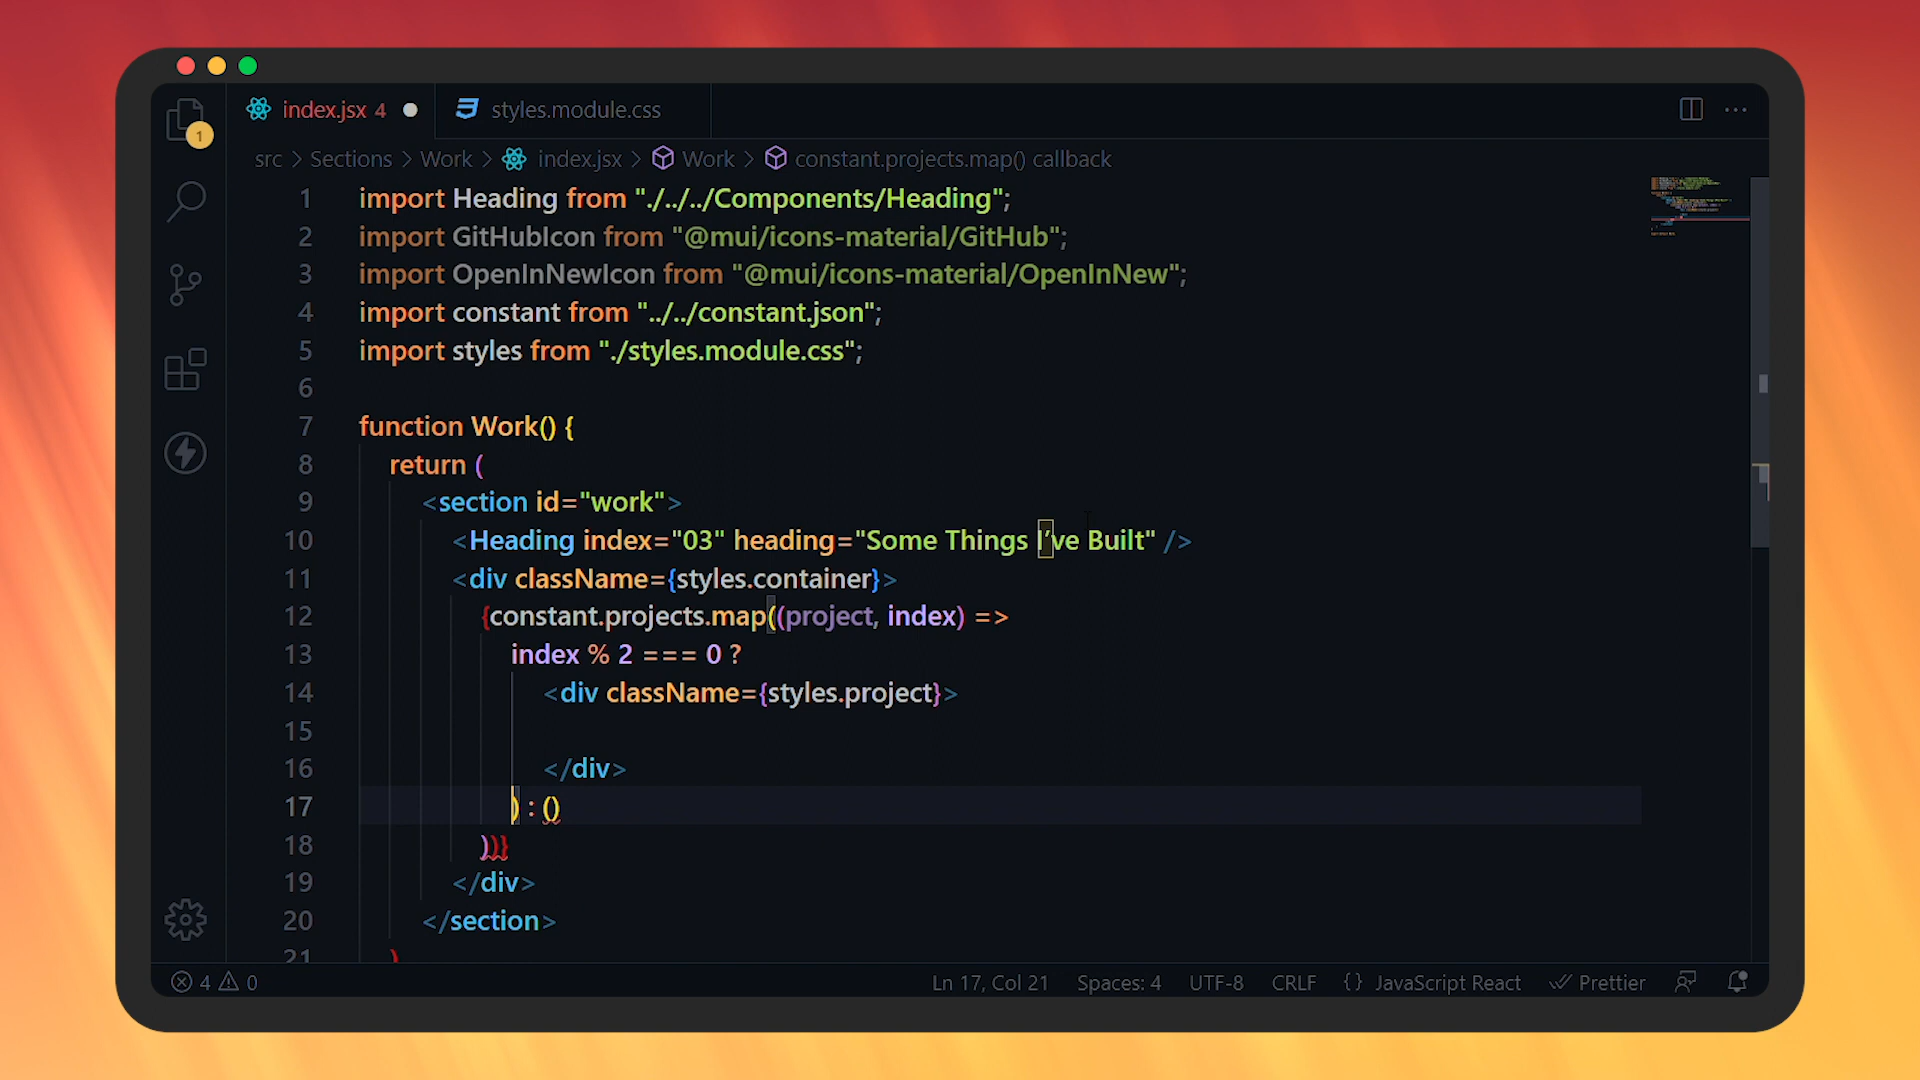 index.jsx 4
styles.module.css
1
src > Sections > Work > index.jsx > Work > constant.projects.map() callback
1 import Heading from "./../../Components/Heading";
2 import GitHubIcon from "@mui/icons-material/GitHub";
3 import OpenInNewIcon from "@mui/icons-material/OpenInNew";
4 import constant from "../../constant.json";
5 import styles from "./styles.module.css";
6
7 function Work() {
8 return (
9 <section id="work">
10 <Heading index="03" heading="Some Things I’ve Built" />
11 <div className={styles.container}>
12 {constant.projects.map((project, index) =>
13 index % 2 === 0 ?
14 <div className={styles.project}>
15
16 </div>
17 ) : ()
18 ))}
19 </div>
20 </section>
21 )
4 0
Ln 17, Col 21 Spaces: 4 UTF-8 CRLF {} JavaScript React Prettier